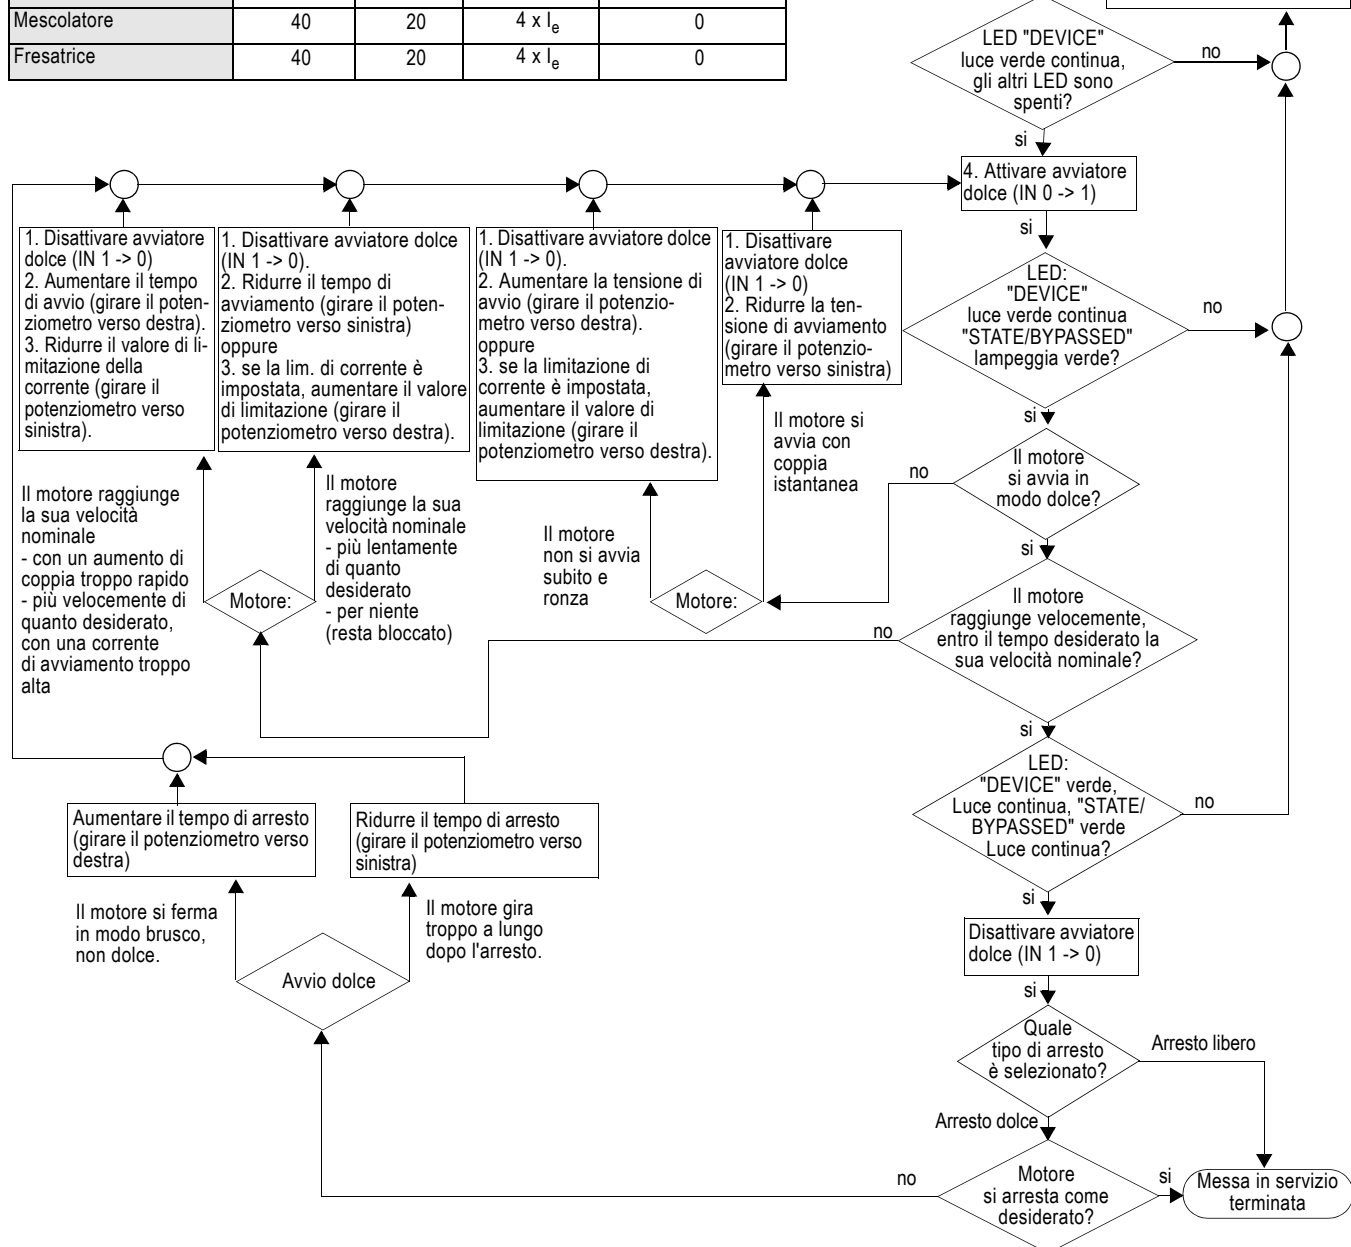 Mescolatore 40 20 4 x Ie 0
Fresatrice 40 20 4 x Ie 0
LED "DEVICE"
luce verde continua,
gli altri LED sono
spenti?
no
si
4. Attivare avviatore
dolce (IN 0 -> 1)
si
1. Disattivare avviatore
dolce (IN 1 -> 0)
2. Aumentare il tempo
di avvio (girare il poten-
ziometro verso destra).
3. Ridurre il valore di li-
mitazione della
corrente (girare il
potenziometro verso
sinistra).
1. Disattivare avviatore dolce
(IN 1 -> 0).
2. Ridurre il tempo di
avviamento (girare il poten-
ziometro verso sinistra)
oppure
3. se la lim. di corrente è
impostata, aumentare il valore
di limitazione (girare il
potenziometro verso destra).
1. Disattivare avviatore dolce
(IN 1 -> 0).
2. Aumentare la tensione di
avvio (girare il potenzio-
metro verso destra).
oppure
3. se la limitazione di
corrente è impostata,
aumentare il valore di
limitazione (girare il
potenziometro verso destra).
1. Disattivare
avviatore dolce
(IN 1 -> 0)
2. Ridurre la ten-
sione di avviamento
(girare il potenzio-
metro verso sinistra)
LED:
"DEVICE"
luce verde continua
"STATE/BYPASSED"
lampeggia verde?
no
si
Il motore raggiunge
la sua velocità
nominale
- con un aumento di
coppia troppo rapido
- più velocemente di
quanto desiderato,
con una corrente
di avviamento troppo
alta
Motore:
Il motore
raggiunge la sua
velocità nominale
- più lentamente
di quanto
desiderato
- per niente
(resta bloccato)
Il motore
non si avvia
subito e
ronza
Motore:
Il motore si
avvia con
coppia
istantanea
no
Il motore
si avvia in
modo dolce?
si
no
Il motore
raggiunge velocemente,
entro il tempo desiderato la
sua velocità nominale?
si
LED:
"DEVICE" verde,
Luce continua, "STATE/
BYPASSED" verde
Luce continua?
no
si
Aumentare il tempo di arresto
(girare il potenziometro verso
destra)
Ridurre il tempo di arresto
(girare il potenziometro verso
sinistra)
Il motore si ferma
in modo brusco,
non dolce.
Avvio dolce
Il motore gira
troppo a lungo
dopo l'arresto.
Disattivare avviatore
dolce (IN 1 -> 0)
si
Quale
tipo di arresto
è selezionato?
Arresto libero
Arresto dolce
no
Motore
si arresta come
desiderato?
si
Messa in servizio
terminata